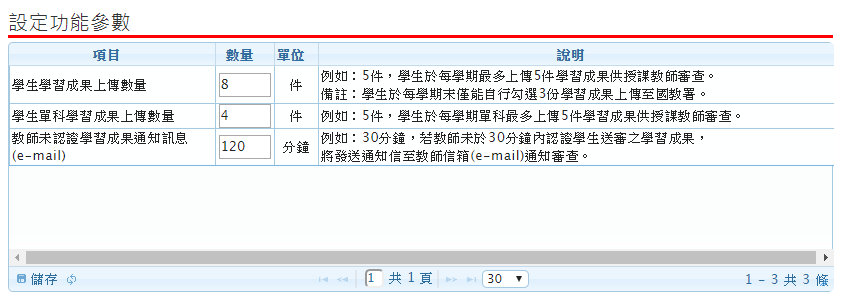 設定功能參數
項目 數量 單位 說明
學生學習成果上傳數量 8 件 例如：5件，學生於每學期最多上傳5件學習成果供授課教師審查。
備註：學生於每學期末僅能自行勾選3份學習成果上傳至國教署。
學生單科學習成果上傳數量 4 件 例如：5件，學生於每學期單科最多上傳5件學習成果供授課教師審查。
教師未認證學習成果通知訊息 120 分鐘 例如：30分鐘，若教師未於30分鐘內認證學生送審之學習成果，
(e-mail) 將發送通知信至教師信箱(e-mail)通知審查。
儲存 1 共 1 頁 30 1 - 3 共 3 條